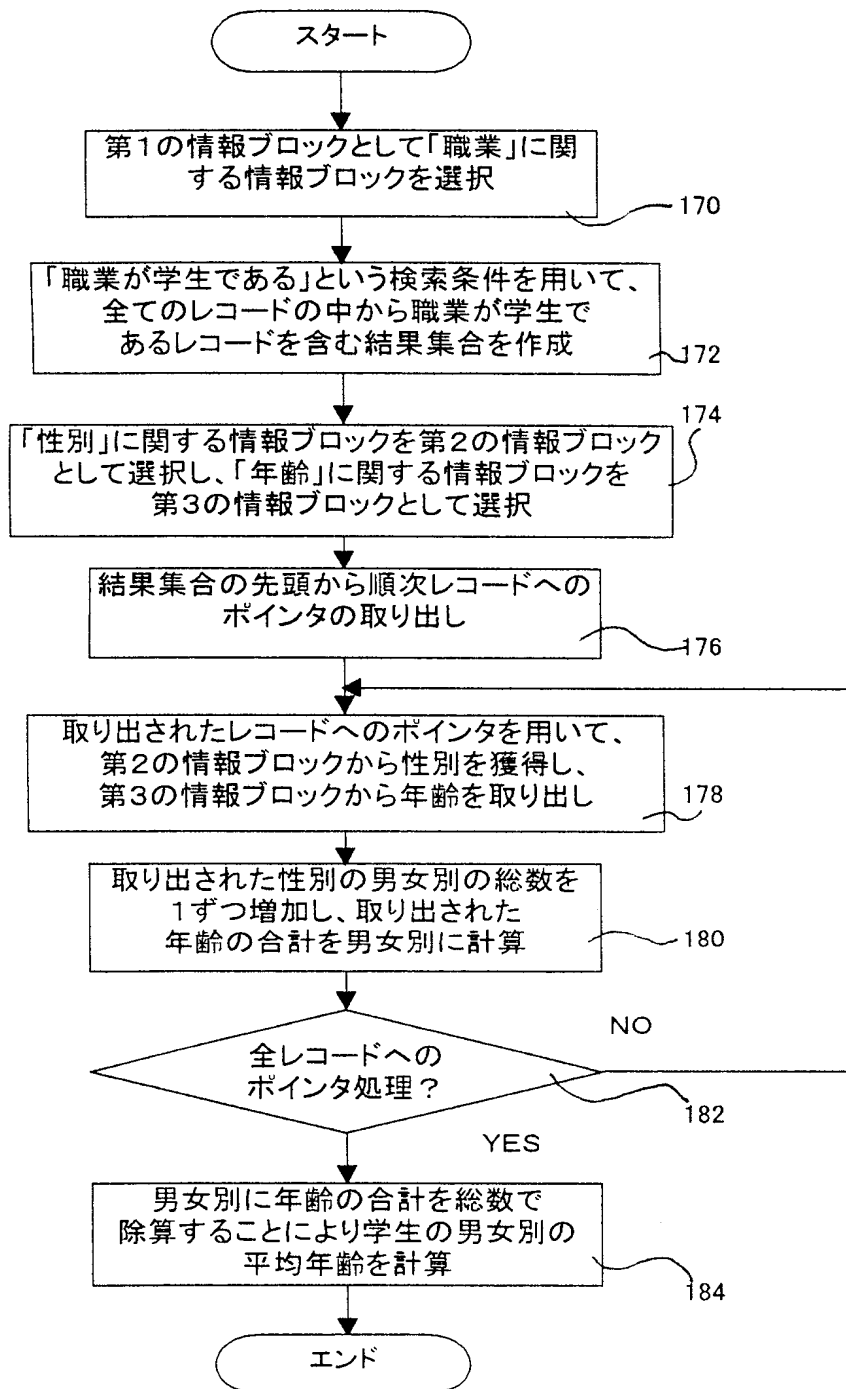 スタート
第1の情報ブロックとして「職業」に関
する情報ブロックを選択
170
「職業が学生である」という検索条件を用いて、
全てのレコードの中から職業が学生で
あるレコードを含む結果集合を作成
172
174
「性別」に関する情報ブロックを第2の情報ブロック
として選択し、「年齢」に関する情報ブロックを
第3の情報ブロックとして選択
結果集合の先頭から順次レコードへの
ポインタの取り出し
176
取り出されたレコードへのポインタを用いて、
第2の情報ブロックから性別を獲得し、
第3の情報ブロックから年齢を取り出し
178
取り出された性別の男女別の総数を
1ずつ増加し、取り出された
年齢の合計を男女別に計算
180
NO
全レコードへの
ポインタ処理?
182
YES
男女別に年齢の合計を総数で
除算することにより学生の男女別の
平均年齢を計算
184
エンド